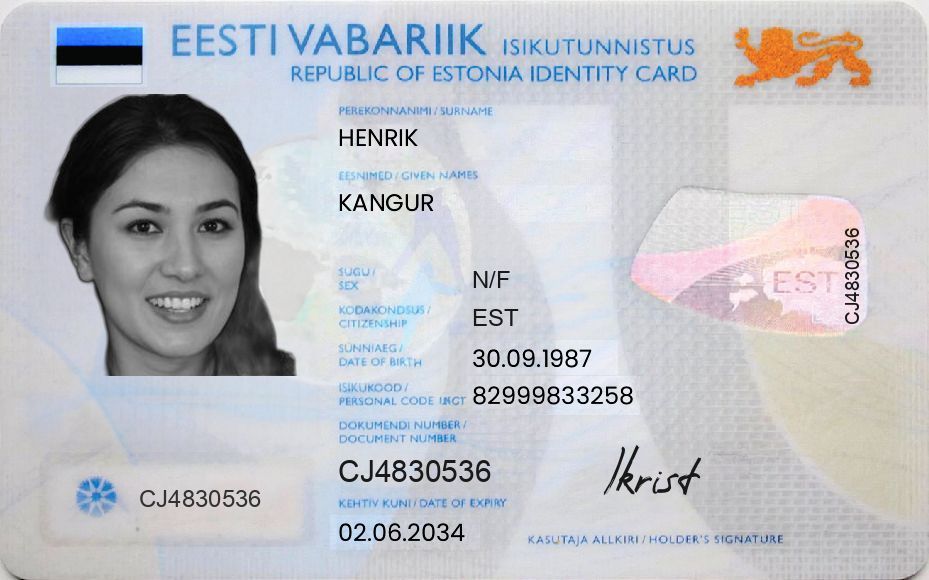 EESTI VABARIIK ISIKUTUNNISTUS
REPUBLIC OF ESTONIA IDENTITY CARD
PEREKONNANIMI / SURNAME
HENRIK
EESNIMED / GIVEN NAMES
KANGUR
SUGU /
SEX
N/F
KODAKONDSUS /
CITIZENSHIP
EST
SÜNNIAEG /
DATE OF BIRTH
30.09.1987
ISIKUKOOD /
PERSONAL CODE
82999833258
DOKUMENDI NUMBER /
DOCUMENT NUMBER
CJ4830536
KEHTIV KUNI / DATE OF EXPIRY
02.06.2034
CJ4830536
EST
CJ4830536
Ikrist
KASUTAJA ALLKIRI / HOLDER'S SIGNATURE